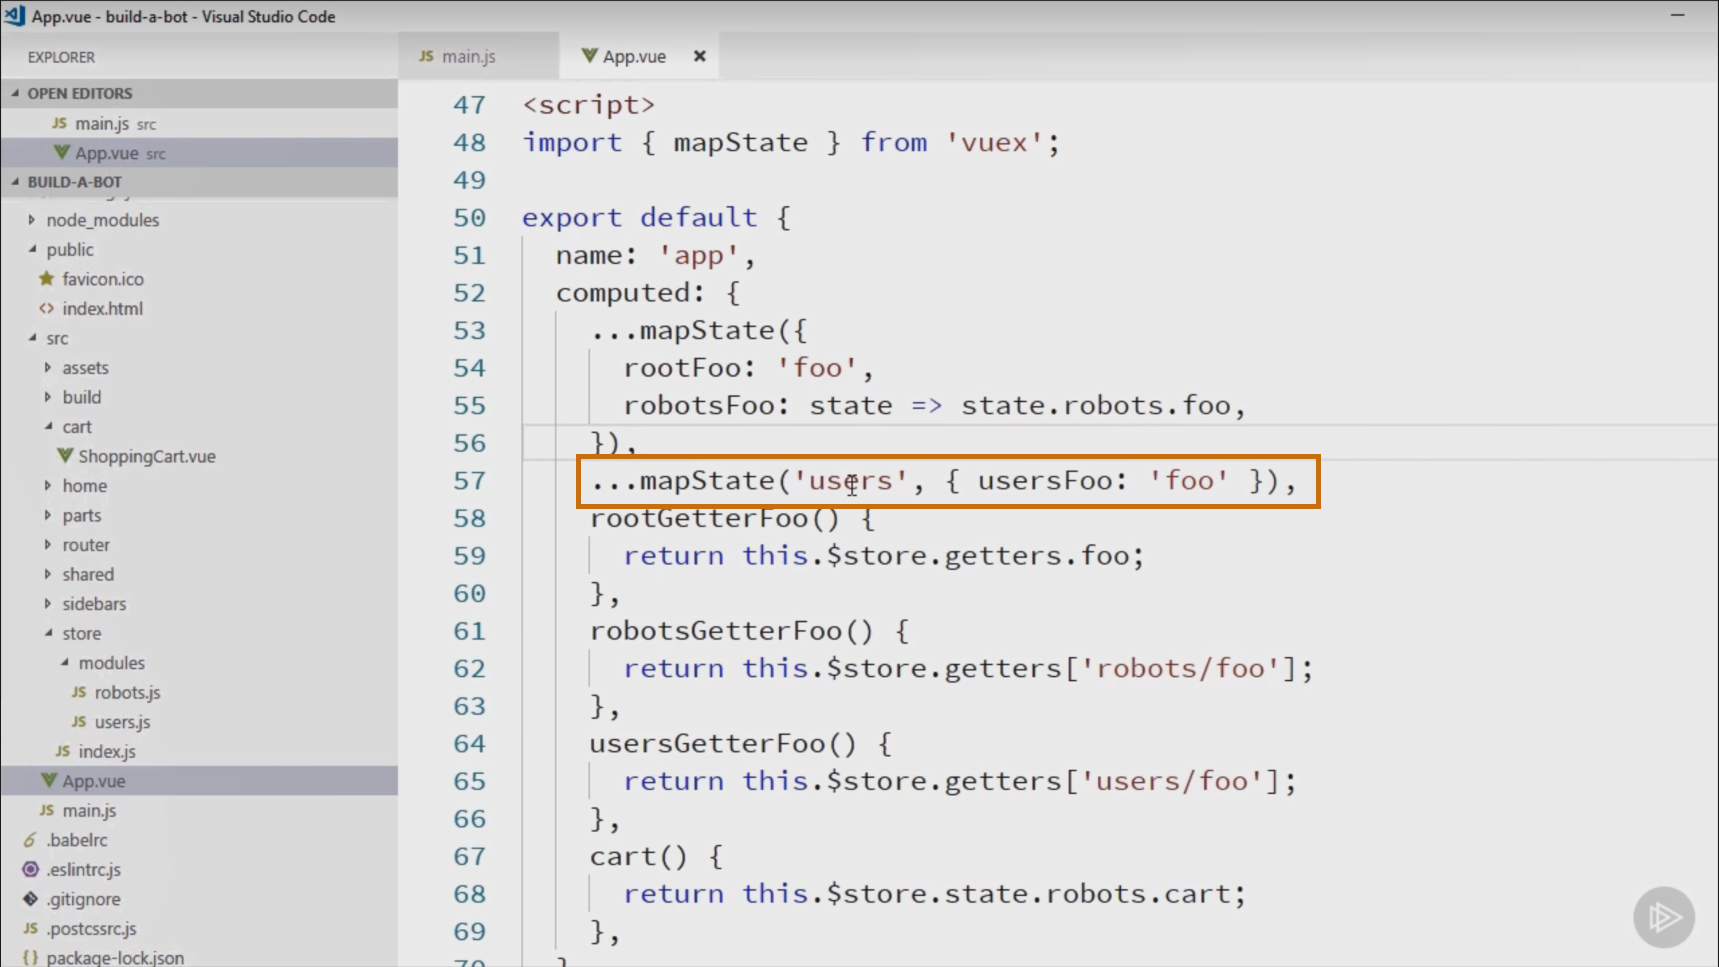 App.vue - build-a-bot - Visual Studio Code
EXPLORER
OPEN EDITORS
JS main.js src
App.vue src
BUILD-A-BOT
node_modules
public
favicon.ico
<> index.html
src
assets
build
cart
ShoppingCart.vue
home
parts
router
shared
sidebars
store
modules
JS robots.js
JS users.js
JS index.js
App.vue
JS main.js
.babelrc
.eslintrc.js
.gitignore
JS .postcssrc.js
{} package-lock.json
JS main.js
App.vue
47 <script>
48 import { mapState } from 'vuex';
49
50 export default {
51 name: 'app',
52 computed: {
53 ...mapState({
54 rootFoo: 'foo',
55 robotsFoo: state => state.robots.foo,
56 }),
57 ...mapState('users', { usersFoo: 'foo' }),
58 rootGetterFoo() {
59 return this.$store.getters.foo;
60 },
61 robotsGetterFoo() {
62 return this.$store.getters['robots/foo'];
63 },
64 usersGetterFoo() {
65 return this.$store.getters['users/foo'];
66 },
67 cart() {
68 return this.$store.state.robots.cart;
69 },